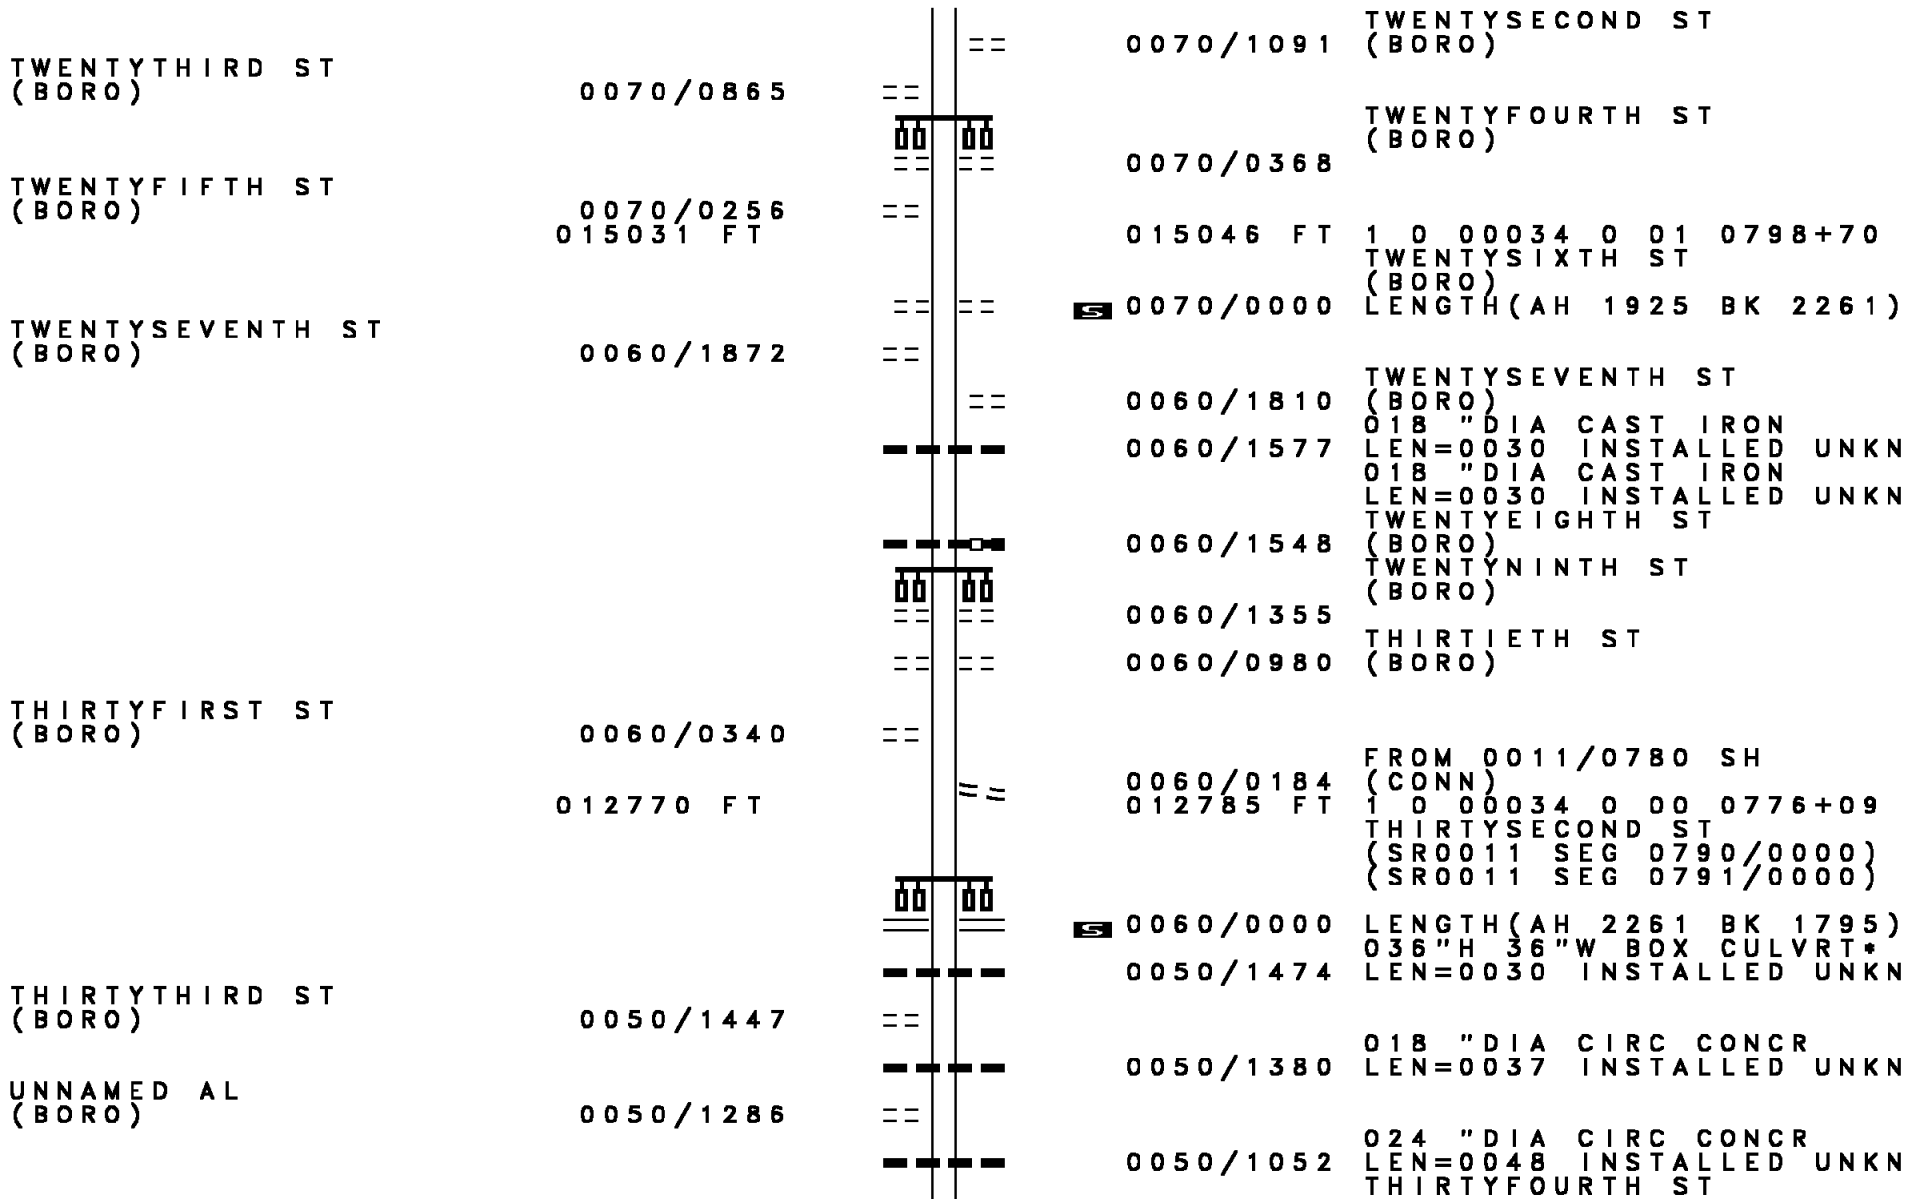 TWENTYSECOND ST
0070/1091 (BORO)
TWENTYTHIRD ST
(BORO) 0070/0865
TWENTYFOURTH ST
(BORO)
0070/0368
TWENTYFIFTH ST
(BORO) 0070/0256
015031 FT 015046 FT 1 0 00034 0 01 0798+70
TWENTYSIXTH ST
(BORO)
S 0070/0000 LENGTH(AH 1925 BK 2261)
TWENTYSEVENTH ST
(BORO) 0060/1872
TWENTYSEVENTH ST
0060/1810 (BORO)
018 "DIA CAST IRON
0060/1577 LEN=0030 INSTALLED UNKN
018 "DIA CAST IRON
LEN=0030 INSTALLED UNKN
TWENTYEIGHTH ST
0060/1548 (BORO)
TWENTYNINTH ST
(BORO)
0060/1355
THIRTIETH ST
0060/0980 (BORO)
THIRTYFIRST ST
(BORO) 0060/0340
FROM 0011/0780 SH
0060/0184 (CONN)
012770 FT 012785 FT 1 0 00034 0 00 0776+09
THIRTYSECOND ST
(SR0011 SEG 0790/0000)
(SR0011 SEG 0791/0000)
S 0060/0000 LENGTH(AH 2261 BK 1795)
036"H 36"W BOX CULVRT*
0050/1474 LEN=0030 INSTALLED UNKN
THIRTYTHIRD ST
(BORO) 0050/1447
018 "DIA CIRC CONCR
0050/1380 LEN=0037 INSTALLED UNKN
UNNAMED AL
(BORO) 0050/1286
024 "DIA CIRC CONCR
0050/1052 LEN=0048 INSTALLED UNKN
THIRTYFOURTH ST